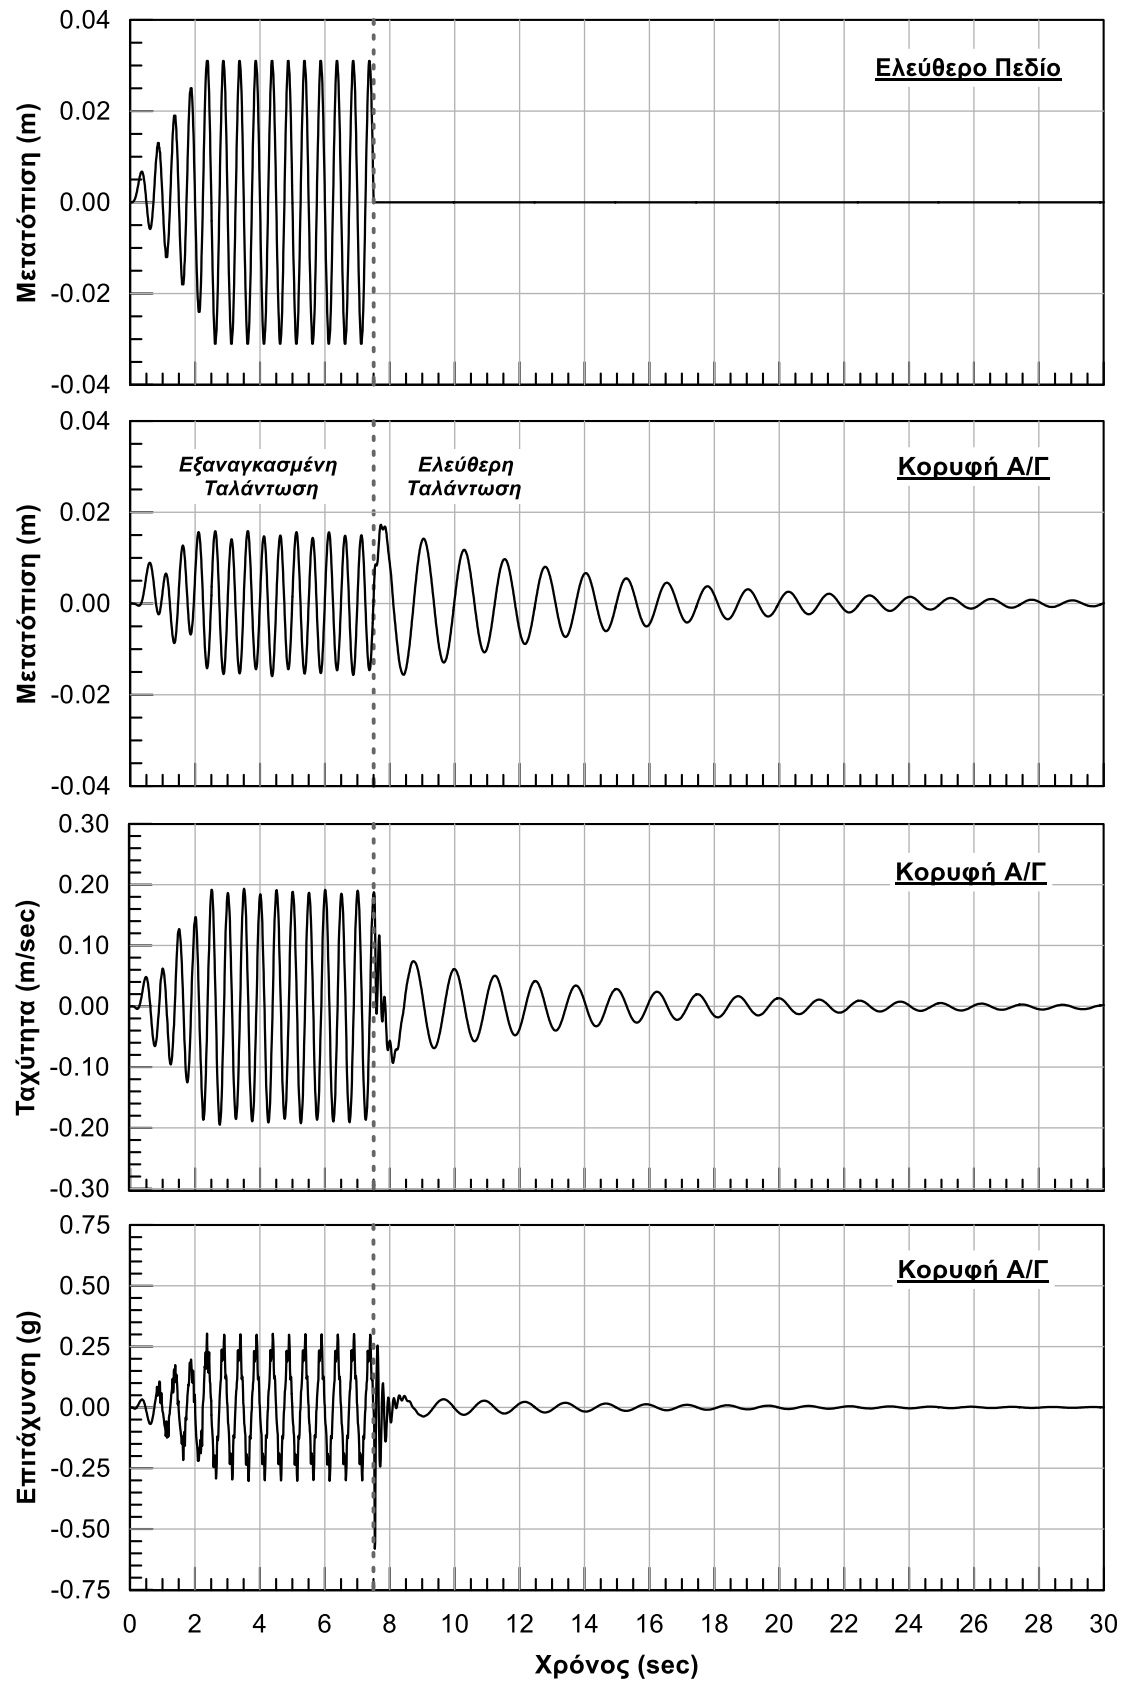 0.04
Ελεύθερο Πεδίο
0.02
0.00
-0.02
-0.04
Μετατόπιση (m)
0.04
Εξαναγκασμένη
Ταλάντωση
Ελεύθερη
Ταλάντωση
Κορυφή Α/Γ
0.02
0.00
-0.02
-0.04
Μετατόπιση (m)
0.30
Κορυφή Α/Γ
0.20
0.10
0.00
-0.10
-0.20
-0.30
Ταχύτητα (m/sec)
0.75
Κορυφή Α/Γ
0.50
0.25
0.00
-0.25
-0.50
-0.75
Επιτάχυνση (g)
0 2 4 6 8 10 12 14 16 18 20 22 24 26 28 30
Χρόνος (sec)